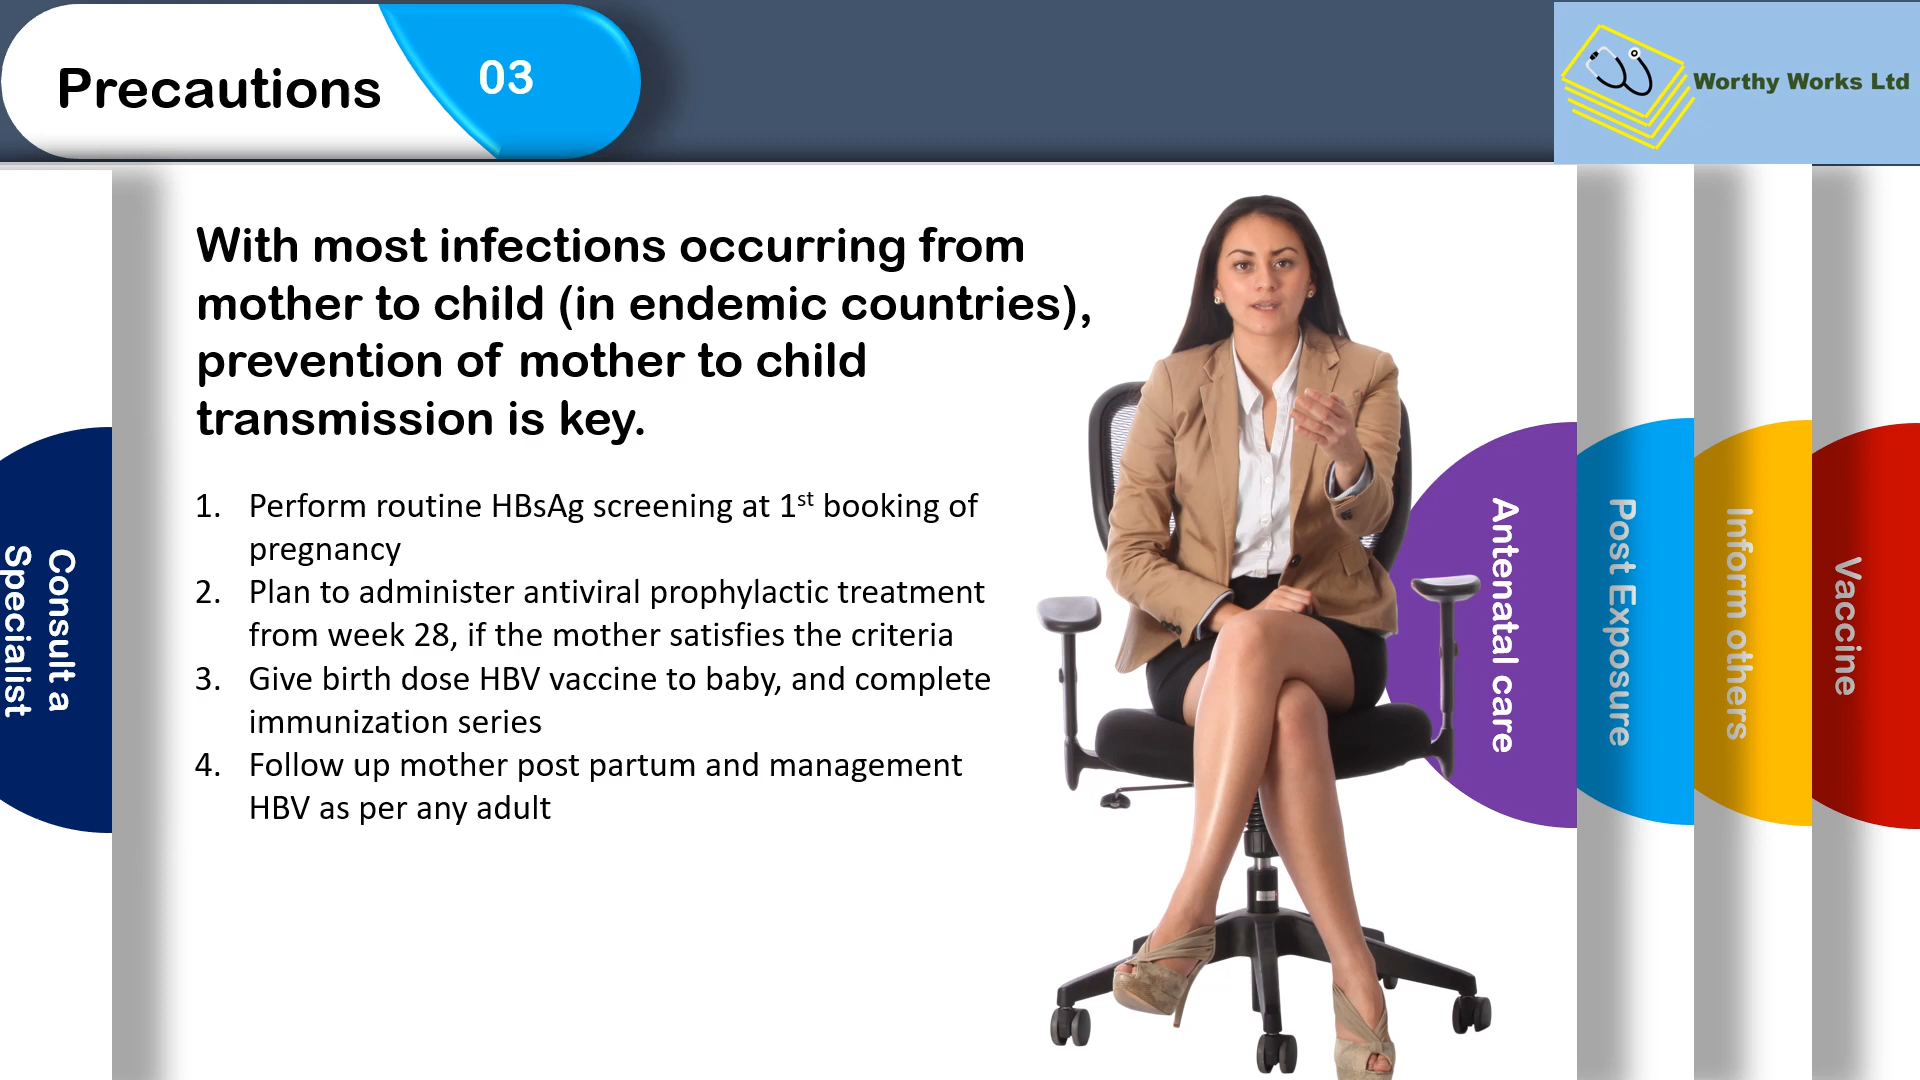 Precautions
03
Worthy Works Ltd
With most infections occurring from
mother to child (in endemic countries),
prevention of mother to child
transmission is key.
1. Perform routine HBsAg screening at 1st booking of
pregnancy
2. Plan to administer antiviral prophylactic treatment
from week 28, if the mother satisfies the criteria
3. Give birth dose HBV vaccine to baby, and complete
immunization series
4. Follow up mother post partum and management
HBV as per any adult
Consult a
Specialist
Antenatal care
Post Exposure
Inform others
Vaccine